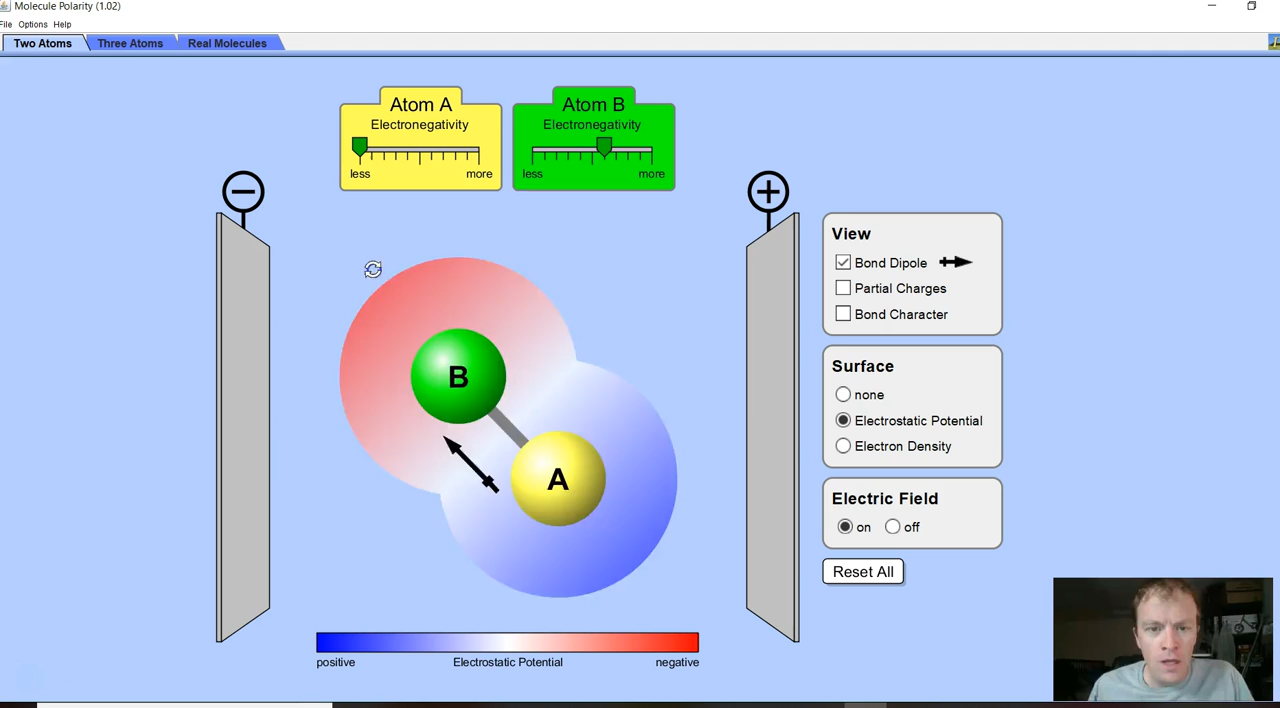 Molecule Polarity (1.02)
File Options Help
Two Atoms Three Atoms Real Molecules
Atom A
Electronegativity
less more
Atom B
Electronegativity
less more
−
+
B
A
View
Bond Dipole
Partial Charges
Bond Character
Surface
none
Electrostatic Potential
Electron Density
Electric Field
on off
Reset All
positive Electrostatic Potential negative